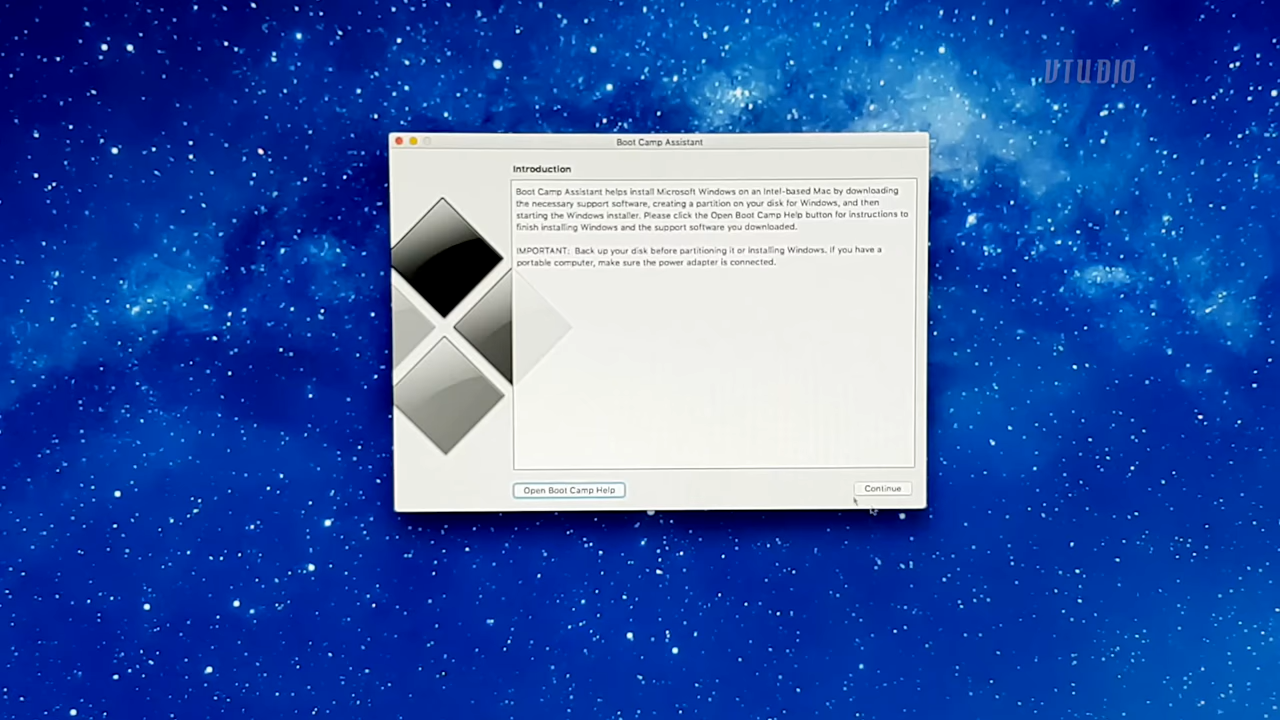 VTUDIO
Boot Camp Assistant
Introduction
Boot Camp Assistant helps install Microsoft Windows on an Intel-based Mac by downloading
the necessary support software, creating a partition on your disk for Windows, and then
starting the Windows installer. Please click the Open Boot Camp Help button for instructions to
finish installing Windows and the support software you downloaded.
IMPORTANT: Back up your disk before partitioning it or installing Windows. If you have a
portable computer, make sure the power adapter is connected.
Open Boot Camp Help
Continue